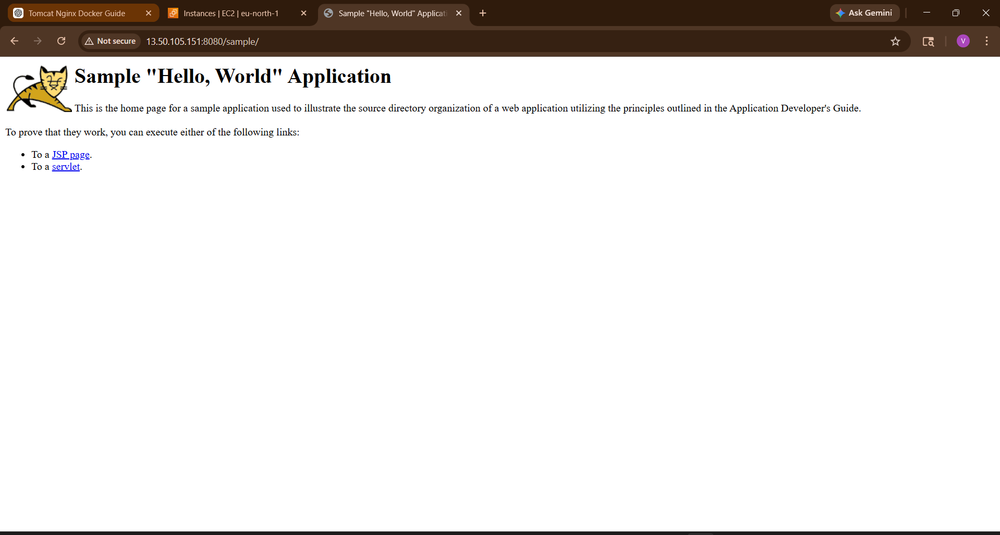 Tomcat Nginx Docker Guide
Instances | EC2 | eu-north-1
Sample "Hello, World" Applicati
Ask Gemini
Not secure
13.50.105.151:8080/sample/
V
Sample "Hello, World" Application
This is the home page for a sample application used to illustrate the source directory organization of a web application utilizing the principles outlined in the Application Developer's Guide.
To prove that they work, you can execute either of the following links:
• To a JSP page.
• To a servlet.